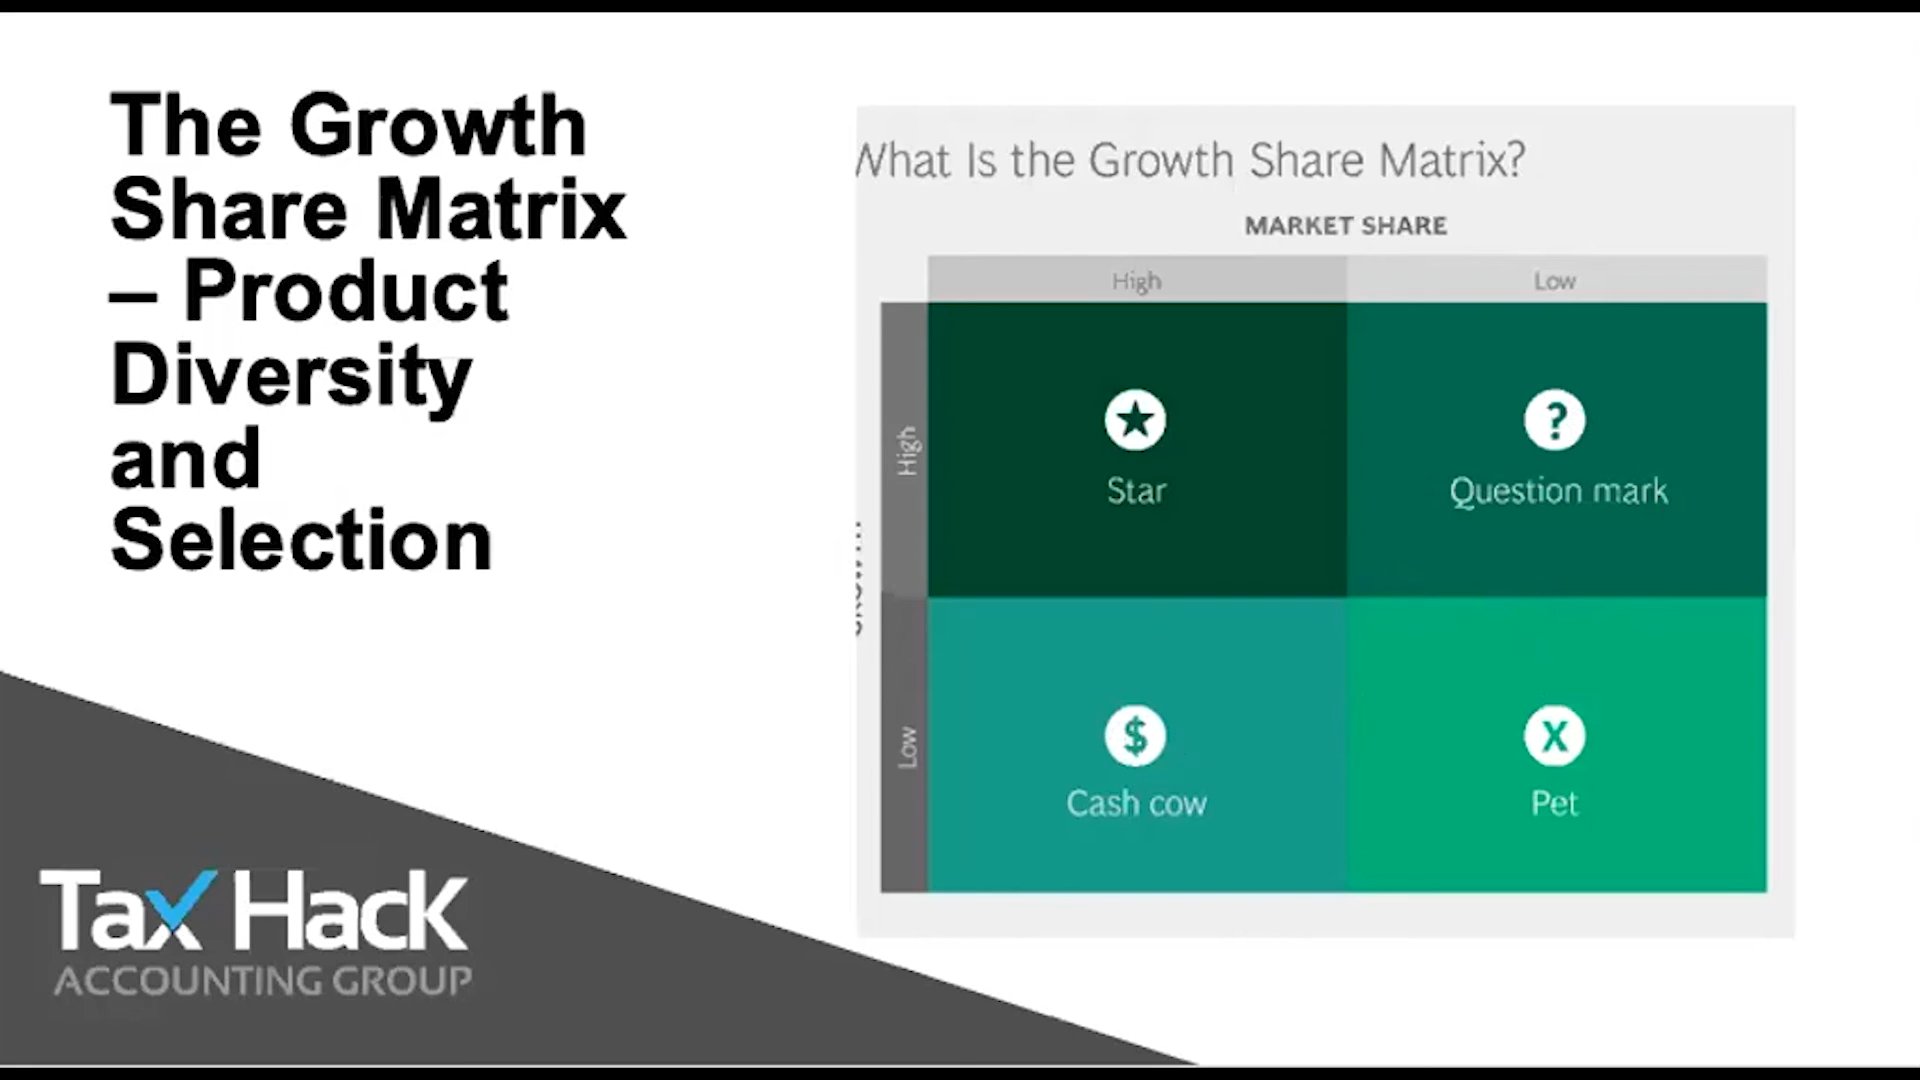 The Growth
Share Matrix
– Product
Diversity
and
Selection
What Is the Growth Share Matrix?
MARKET SHARE
High
Low
High
Star
?
Question mark
Low
$
Cash cow
X
Pet
Tax Hack
ACCOUNTING GROUP